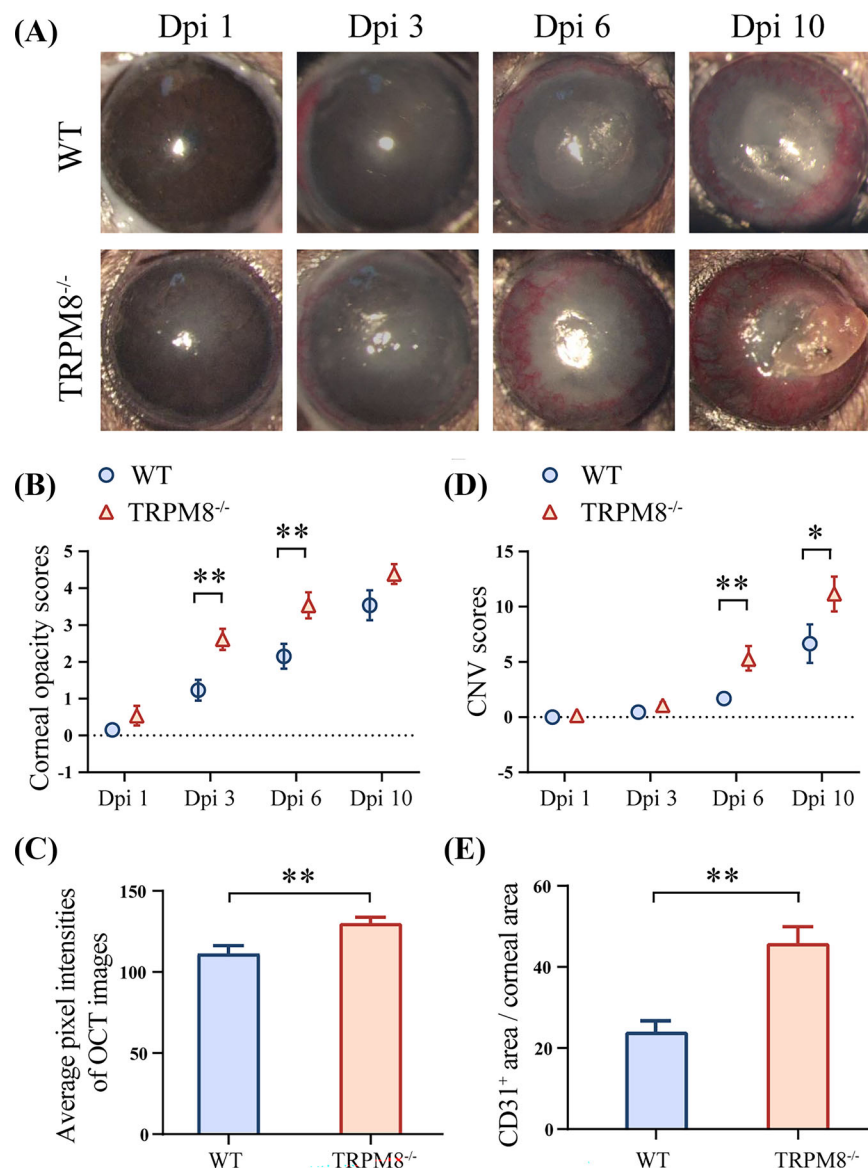 (A) Dpi 1 Dpi 3 Dpi 6 Dpi 10
WT
TRPM8-/-
(B)
WT
TRPM8-/-
Corneal opacity scores
5
4
3
2
1
0
-1
**
**
Dpi 1 Dpi 3 Dpi 6 Dpi 10
(D)
WT
TRPM8-/-
CNV scores
15
10
5
0
-5
**
*
Dpi 1 Dpi 3 Dpi 6 Dpi 10
(C)
Average pixel intensities
of OCT images
150
100
50
0
**
WT TRPM8-/-
(E)
CD31+ area / corneal area
60
40
20
0
**
WT TRPM8-/-